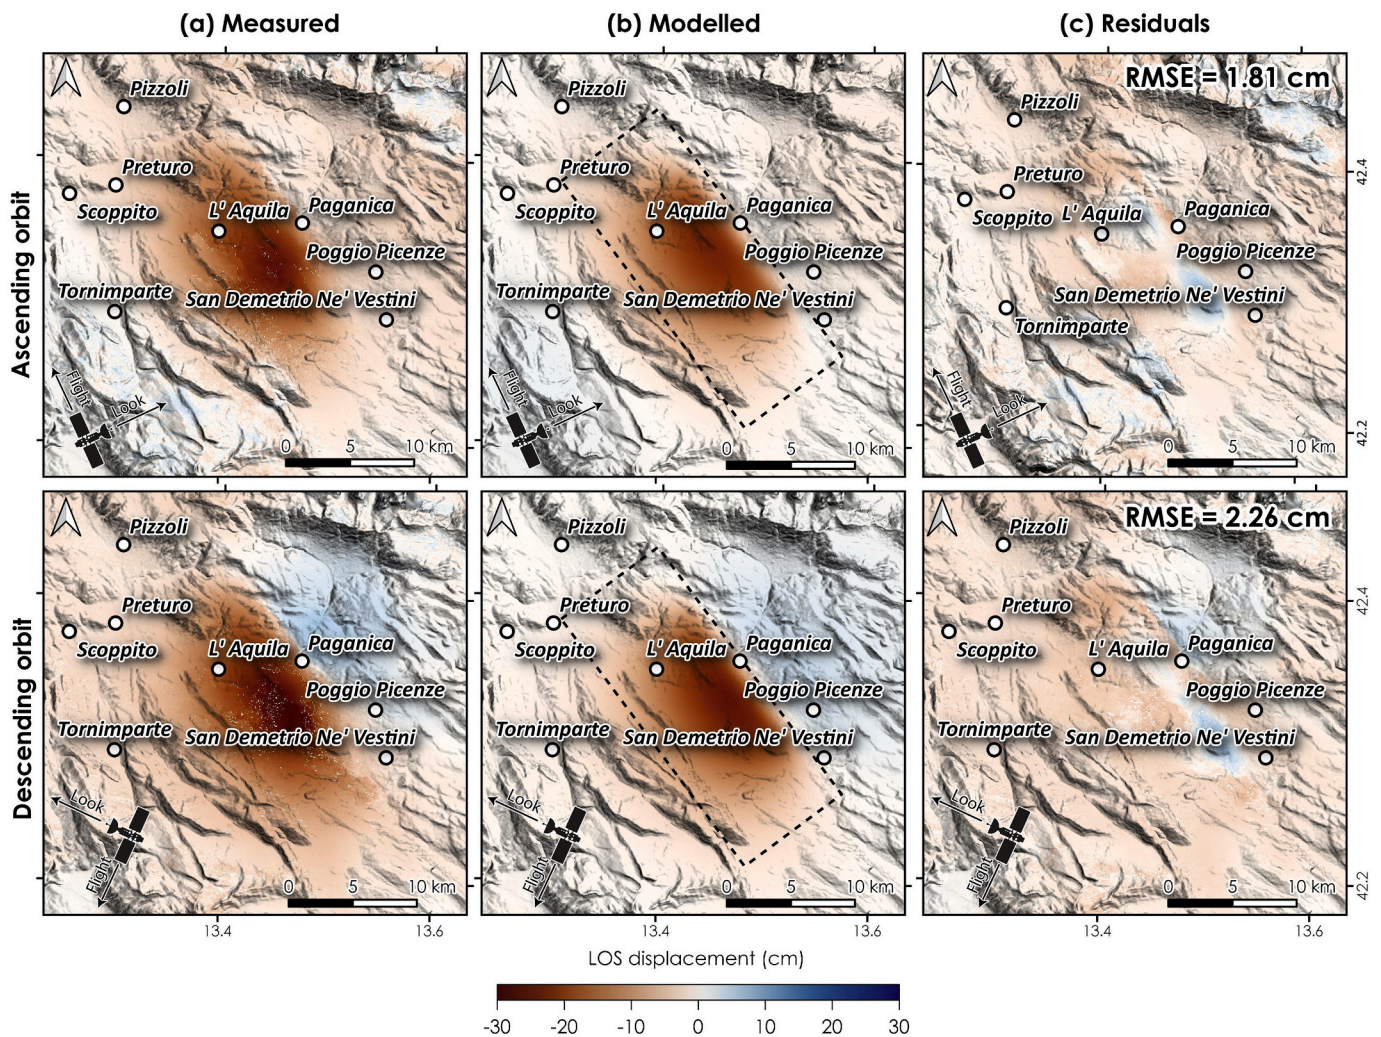 (a) Measured
(b) Modelled
(c) Residuals
Ascending orbit
Pizzoli
Preturo
Scoppito
L' Aquila
Paganica
Poggio Picenze
Tornimparte
San Demetrio Ne' Vestini
Flight
Look
0 5 10 km
Pizzoli
Preturo
Scoppito
L' Aquila
Paganica
Poggio Picenze
Tornimparte
San Demetrio Ne' Vestini
Flight
Look
0 5 10 km
RMSE = 1.81 cm
Pizzoli
Preturo
Scoppito
L' Aquila
Paganica
Poggio Picenze
San Demetrio Ne' Vestini
Tornimparte
Flight
Look
0 5 10 km
42.4
42.2
Descending orbit
Pizzoli
Preturo
Scoppito
L' Aquila
Paganica
Poggio Picenze
Tornimparte
San Demetrio Ne' Vestini
Look
Flight
0 5 10 km
Pizzoli
Preturo
Scoppito
L' Aquila
Paganica
Poggio Picenze
Tornimparte
San Demetrio Ne' Vestini
Look
Flight
0 5 10 km
RMSE = 2.26 cm
Pizzoli
Preturo
Scoppito
L' Aquila
Paganica
Poggio Picenze
Tornimparte
San Demetrio Ne' Vestini
Look
Flight
0 5 10 km
42.4
42.2
13.4 13.6
13.4 13.6
13.4 13.6
LOS displacement (cm)
-30 -20 -10 0 10 20 30